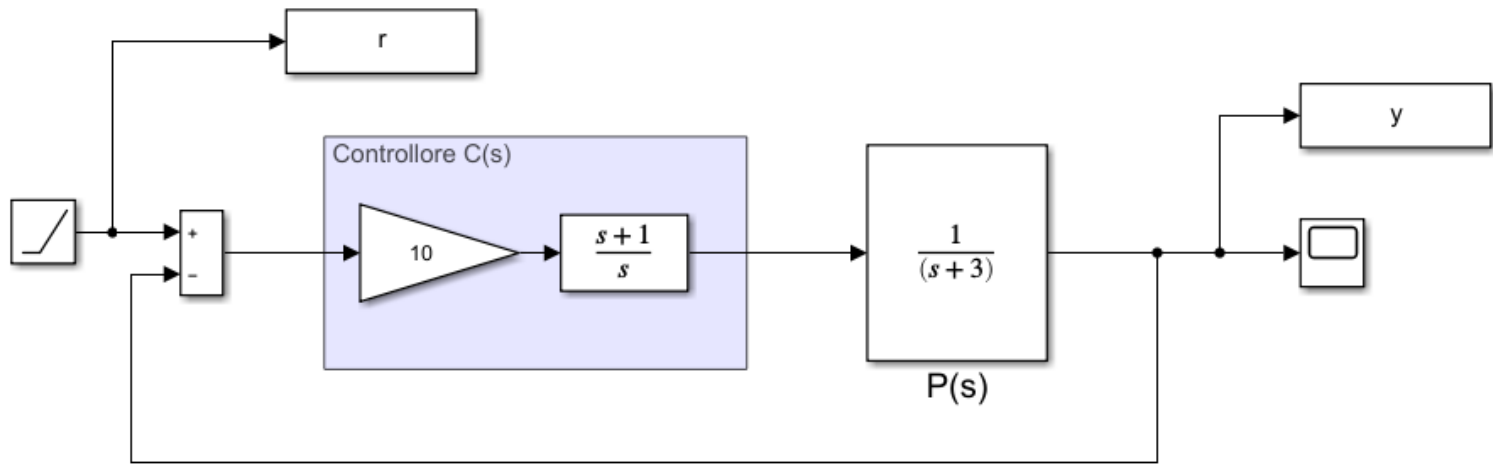 r
y
Controllore C(s)
+
−
10
s + 1
s
1
(s + 3)
P(s)